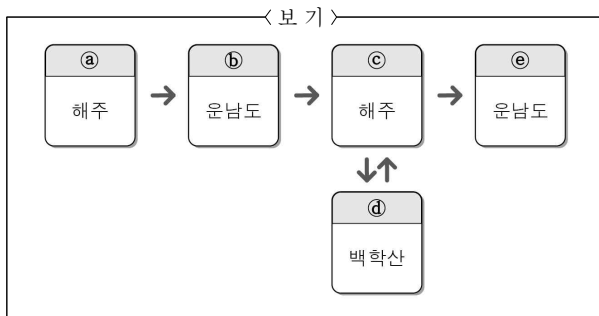 〈보 기〉
ⓐ ⓑ ⓒ ⓔ
해주 → 운남도 → 해주 → 운남도
↓↑
ⓓ
백학산